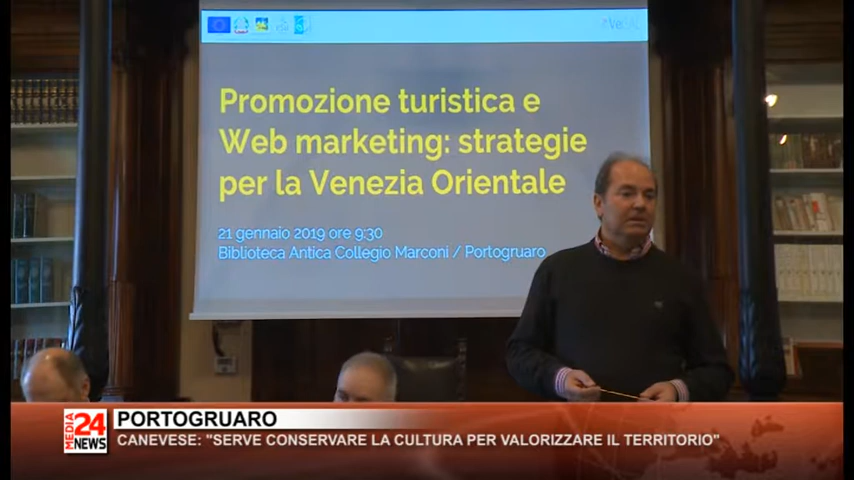 VeGAL
Promozione turistica e
Web marketing: strategie
per la Venezia Orientale
21 gennaio 2019 ore 9:30
Biblioteca Antica Collegio Marconi / Portogruaro
MEDIA 24 NEWS
PORTOGRUARO
CANEVESE: "SERVE CONSERVARE LA CULTURA PER VALORIZZARE IL TERRITORIO"